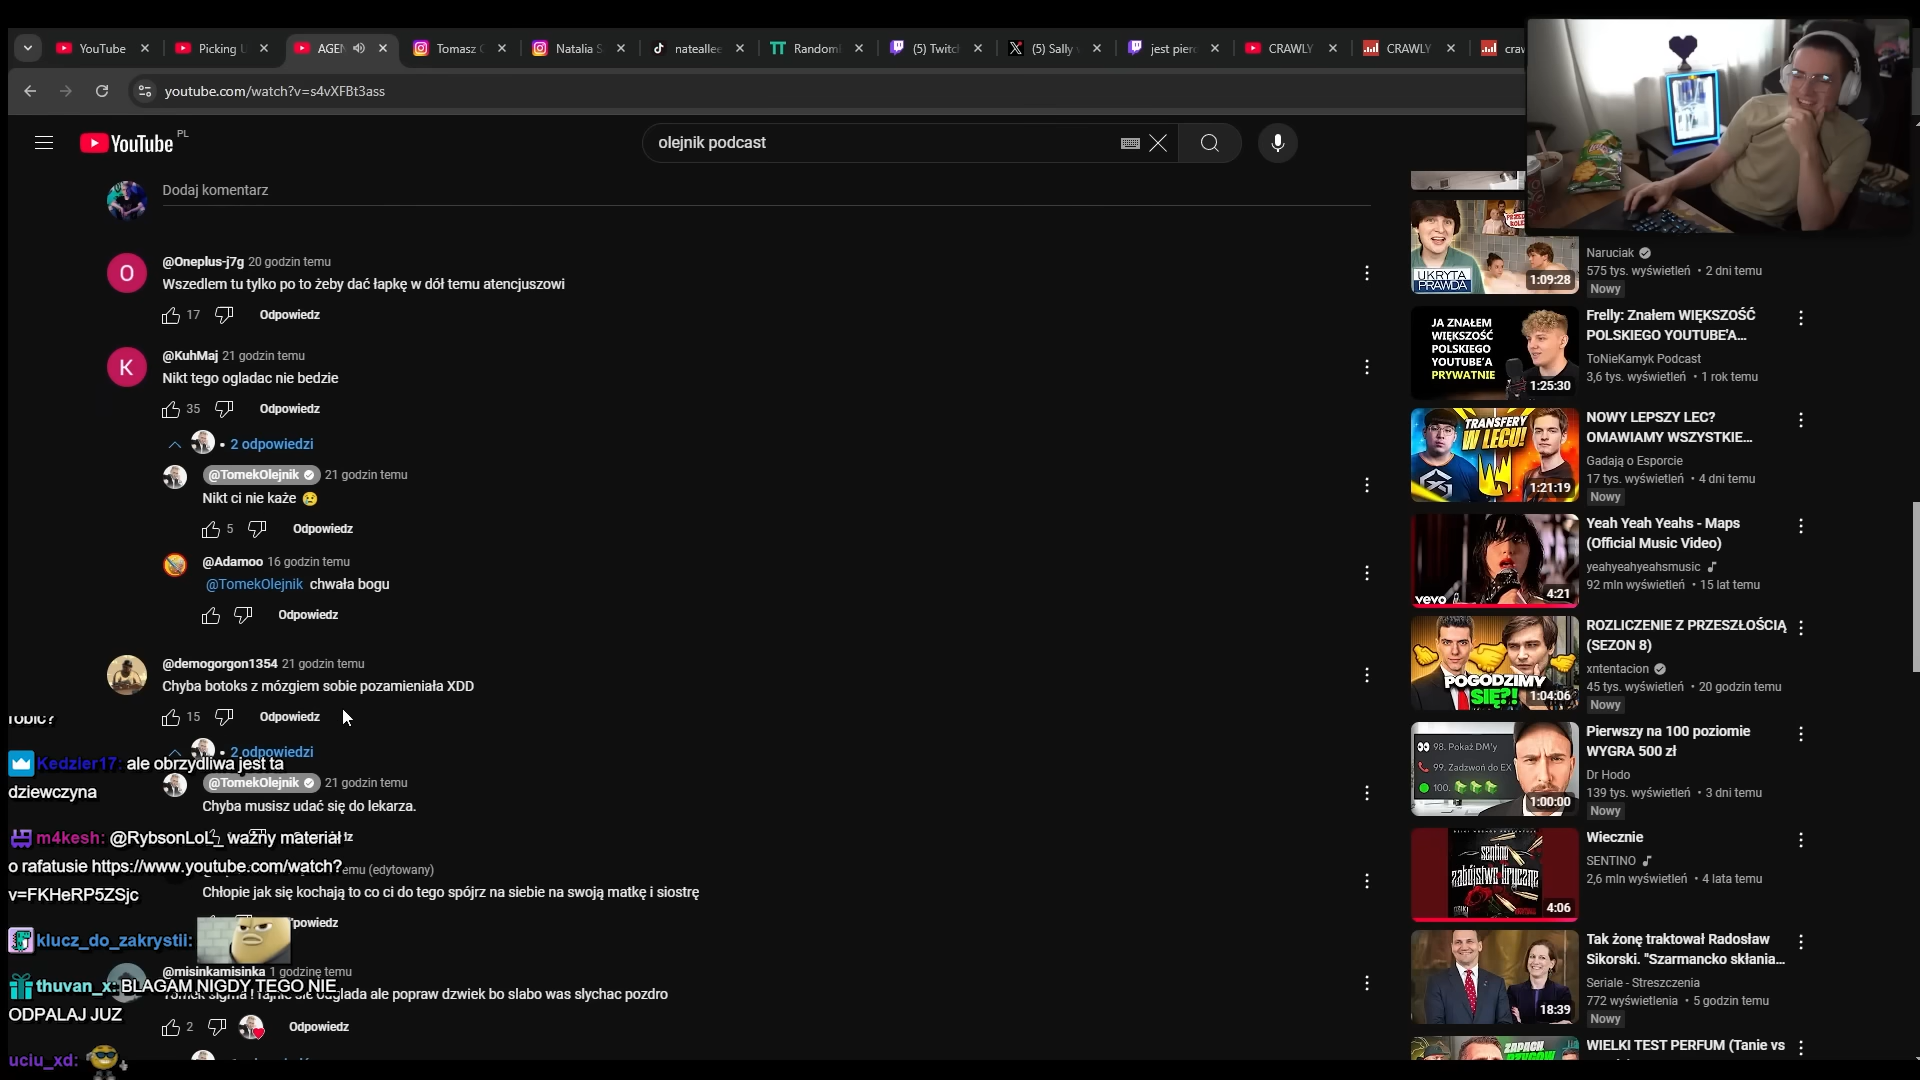 YouTube
Picking U
AGEN
Tomasz
Natalia S
nateallee
Random
(5) Twitc
(5) Sally
jest pierd
CRAWLY
CRAWLY
craw
youtube.com/watch?v=s4vXFBt3ass
YouTube PL
olejnik podcast
Dodaj komentarz
@Oneplus-j7g 20 godzin temu
Wszedlem tu tylko po to żeby dać łapkę w dół temu atencjuszowi
17 Odpowiedz
@KuhMaj 21 godzin temu
Nikt tego ogladac nie bedzie
35 Odpowiedz
• 2 odpowiedzi
@TomekOlejnik 21 godzin temu
Nikt ci nie każe 😢
5 Odpowiedz
@Adamoo 16 godzin temu
@TomekOlejnik chwała bogu
Odpowiedz
@demogorgon1354 21 godzin temu
Chyba botoks z mózgiem sobie pozamieniała XDD
15 Odpowiedz
• 2 odpowiedzi
@TomekOlejnik 21 godzin temu
Chyba musisz udać się do lekarza.
emu (edytowany)
Chłopie jak się kochają to co ci do tego spójrz na siebie na swoją matkę i siostrę
powiedz
@misinkamisinka 1 godzinę temu
Tomek sigma ! fajnie się oglada ale popraw dzwiek bo slabo was slychac pozdro
2 Odpowiedz
robić?
Kedzier17: ale obrzydliwa jest ta
dziewczyna
m4kesh: @RybsonLoL_ ważny materiał
o rafatusie https://www.youtube.com/watch?
v=FKHeRP5ZSjc
klucz_do_zakrystii:
thuvan_x: BLAGAM NIGDY TEGO NIE
ODPALAJ JUZ
uciu_xd:
UKRYTA
PRAWDA
1:09:28
Naruciak
575 tys. wyświetleń • 2 dni temu
Nowy
JA ZNAŁEM
WIĘKSZOŚĆ
POLSKIEGO
YOUTUBE'A
PRYWATNIE
1:25:30
Frelly: Znałem WIĘKSZOŚĆ
POLSKIEGO YOUTUBE'A...
ToNieKamyk Podcast
3,6 tys. wyświetleń • 1 rok temu
TRANSFERY
W LECU!
1:21:19
NOWY LEPSZY LEC?
OMAWIAMY WSZYSTKIE...
Gadają o Esporcie
17 tys. wyświetleń • 4 dni temu
Nowy
vevo
4:21
Yeah Yeah Yeahs - Maps
(Official Music Video)
yeahyeahyeahsmusic
92 mln wyświetleń • 15 lat temu
POGODZIMY
SIĘ?!
1:04:06
ROZLICZENIE Z PRZESZŁOŚCIĄ
(SEZON 8)
xntentacion
45 tys. wyświetleń • 20 godzin temu
Nowy
98. Pokaż DM'y
99. Zadzwoń do EX
100.
1:00:00
Pierwszy na 100 poziomie
WYGRA 500 zł
Dr Hodo
139 tys. wyświetleń • 3 dni temu
Nowy
sentino
zabójstwo liryczne
4:06
Wiecznie
SENTINO
2,6 mln wyświetleń • 4 lata temu
18:39
Tak żonę traktował Radosław
Sikorski. "Szarmancko skłania...
Seriale - Streszczenia
772 wyświetlenia • 5 godzin temu
Nowy
ZAPACH
WIELKI TEST PERFUM (Tanie vs